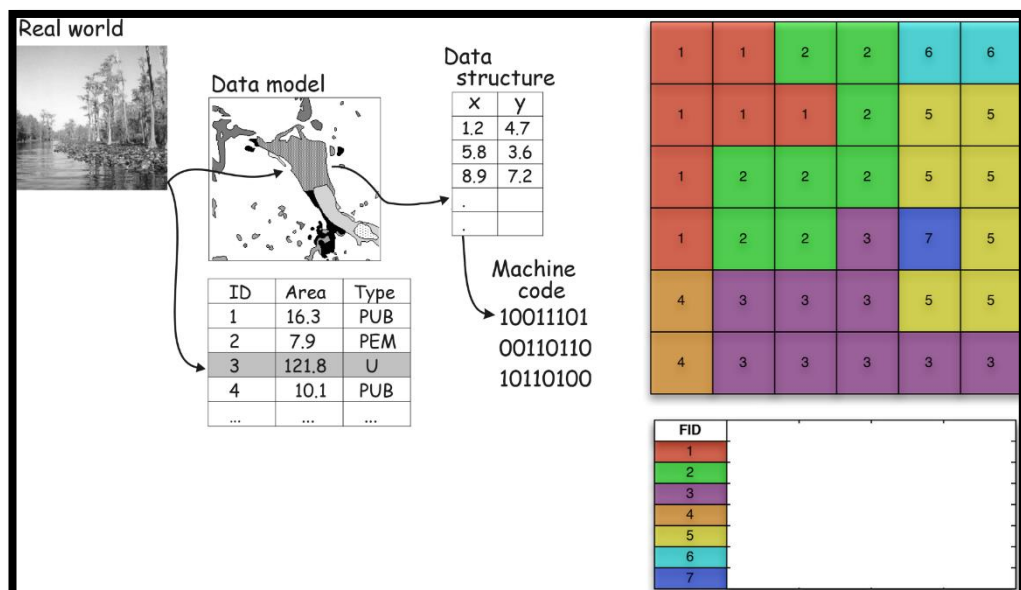 Real world
Data model
Data structure
x y
1.2 4.7
5.8 3.6
8.9 7.2
.
.
Machine code
10011101
00110110
10110100
ID Area Type
1 16.3 PUB
2 7.9 PEM
3 121.8 U
4 10.1 PUB
... ... ...
1 1 2 2 6 6
1 1 1 2 5 5
1 2 2 2 5 5
1 2 2 3 7 5
4 3 3 3 5 5
4 3 3 3 3 3
FID
1
2
3
4
5
6
7